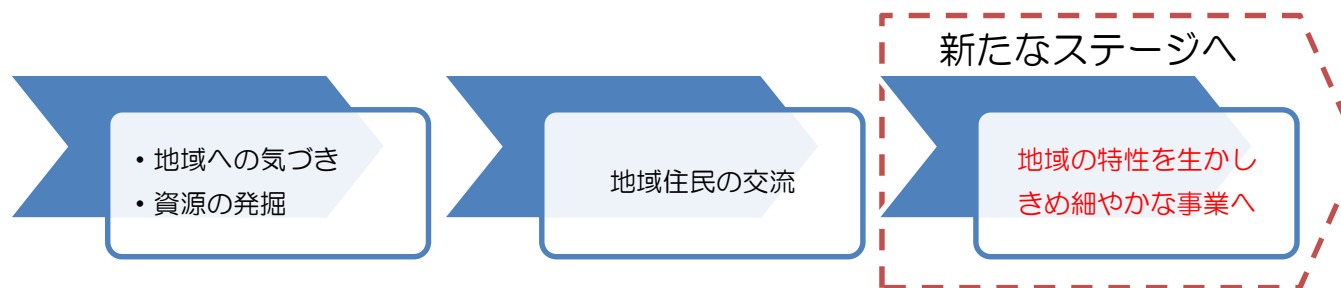 新たなステージへ
・地域への気づき
・資源の発掘
地域住民の交流
地域の特性を生かし
きめ細やかな事業へ